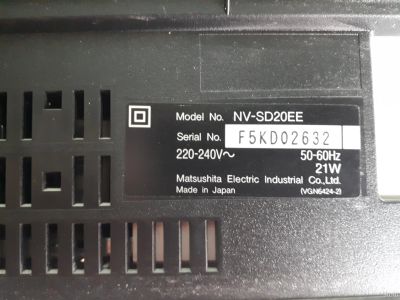 Model No. NV-SD20EE
Serial No. F5KD02632
220-240V~ 50-60Hz
21W
Matsushita Electric Industrial Co.,Ltd.
Made in Japan (VGN6424-2)